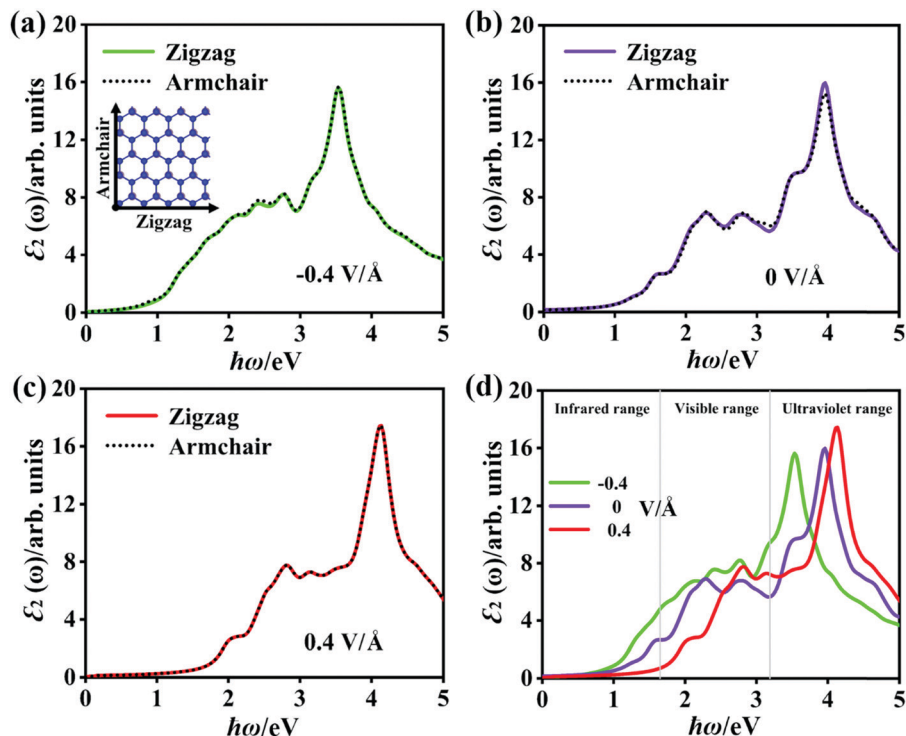 (a)
20
16
12
8
4
0
ℰ₂ (ω)/arb. units
Zigzag
Armchair
Armchair
Zigzag
-0.4 V/Å
0 1 2 3 4 5
ħω/eV
(b)
20
16
12
8
4
0
ℰ₂ (ω)/arb. units
Zigzag
Armchair
0 V/Å
0 1 2 3 4 5
ħω/eV
(c)
20
16
12
8
4
0
ℰ₂ (ω)/arb. units
Zigzag
Armchair
0.4 V/Å
0 1 2 3 4 5
ħω/eV
(d)
20
16
12
8
4
0
ℰ₂ (ω)/arb. units
Infrared range Visible range Ultraviolet range
-0.4
0 V/Å
0.4
0 1 2 3 4 5
ħω/eV